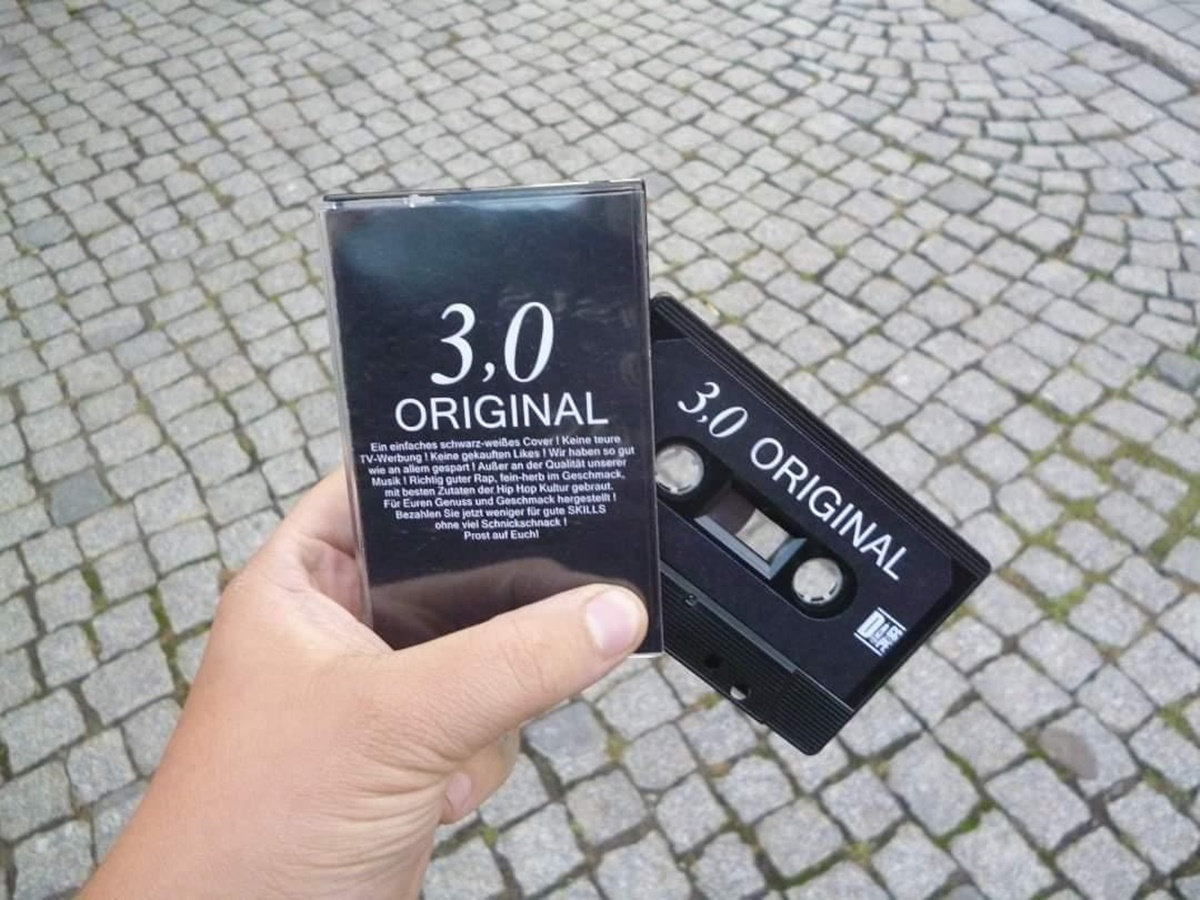 3,0
ORIGINAL
Ein einfaches schwarz-weißes Cover ! Keine teure
TV-Werbung ! Keine gekauften Likes ! Wir haben so gut
wie an allem gespart ! Außer an der Qualität unserer
Musik ! Richtig guter Rap, fein-herb im Geschmack,
mit besten Zutaten der Hip Hop Kultur gebraut.
Für Euren Genuss und Geschmack hergestellt !
Bezahlen Sie jetzt weniger für gute SKILLS
ohne viel Schnickschnack !
Prost auf Euch!
3,0 ORIGINAL